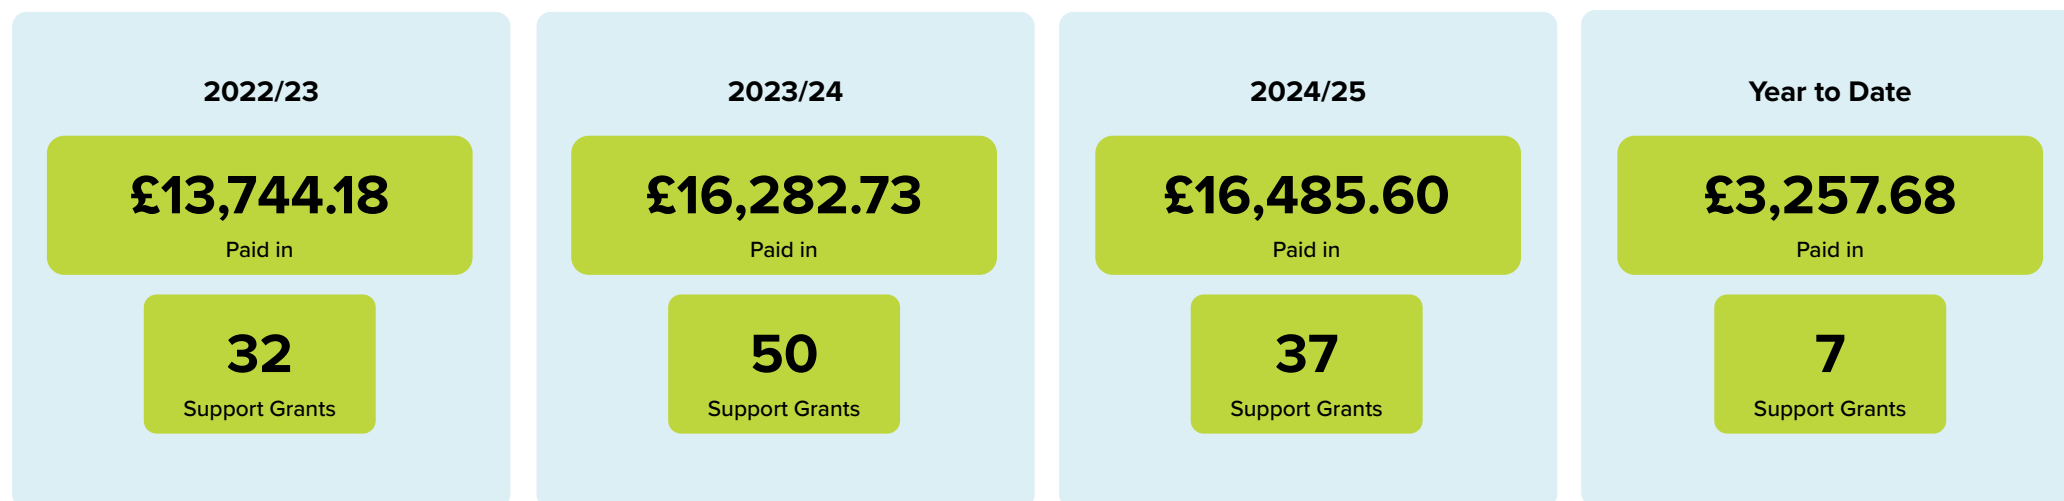 2022/23
£13,744.18
Paid in
32
Support Grants
2023/24
£16,282.73
Paid in
50
Support Grants
2024/25
£16,485.60
Paid in
37
Support Grants
Year to Date
£3,257.68
Paid in
7
Support Grants